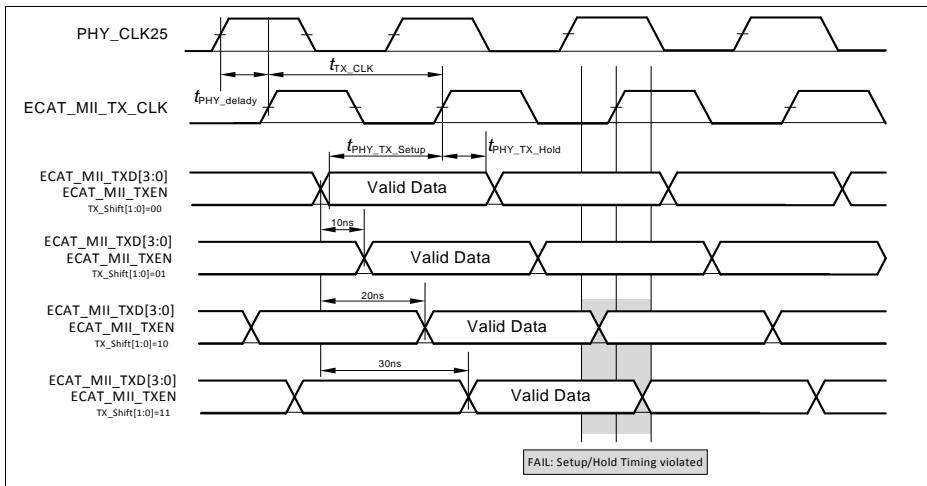 PHY_CLK25
tTX_CLK
tPHY_delady
ECAT_MII_TX_CLK
tPHY_TX_Setup
tPHY_TX_Hold
ECAT_MII_TXD[3:0]
ECAT_MII_TXEN
TX_Shift[1:0]=00
Valid Data
10ns
ECAT_MII_TXD[3:0]
ECAT_MII_TXEN
TX_Shift[1:0]=01
Valid Data
20ns
ECAT_MII_TXD[3:0]
ECAT_MII_TXEN
TX_Shift[1:0]=10
Valid Data
30ns
ECAT_MII_TXD[3:0]
ECAT_MII_TXEN
TX_Shift[1:0]=11
Valid Data
FAIL: Setup/Hold Timing violated